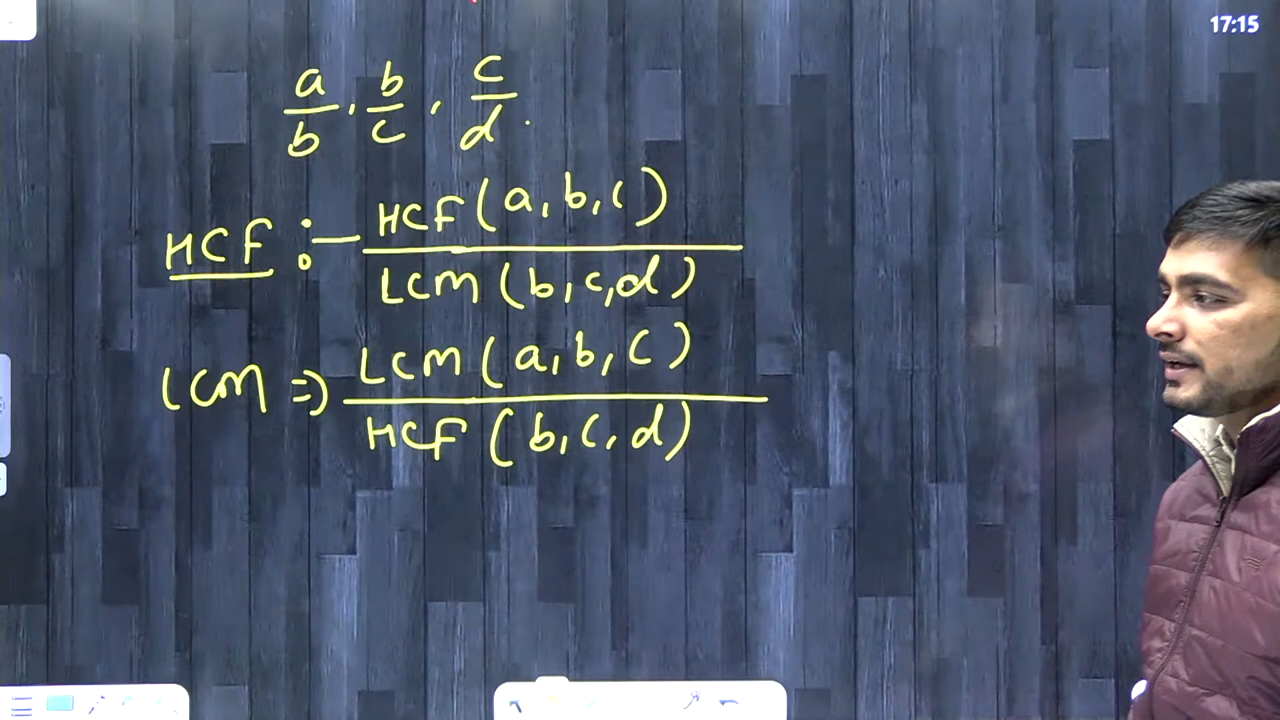 17:15
a/b, b/c, c/d.
HCF :- HCF(a,b,c)/LCM(b,c,d)
LCM => LCM(a,b,c)/HCF(b,c,d)